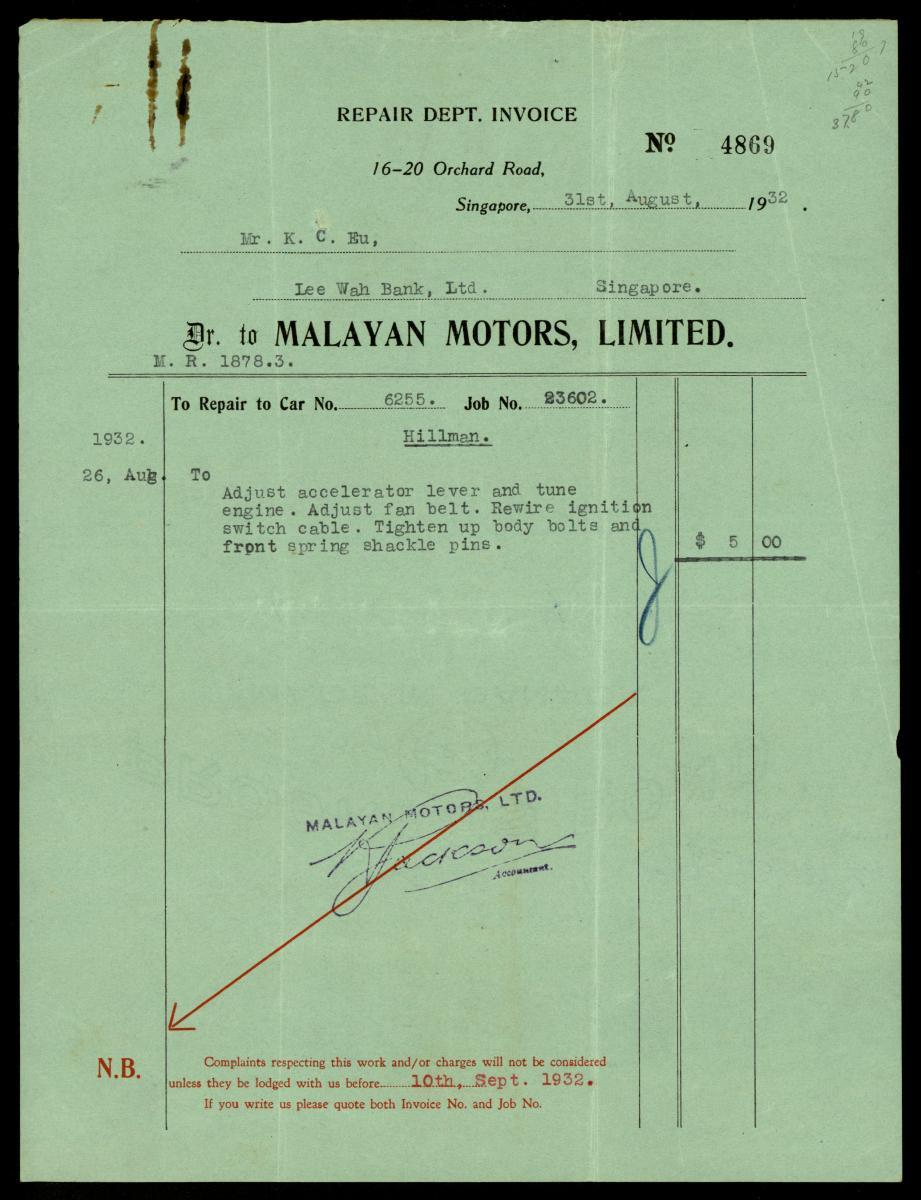 REPAIR DEPT. INVOICE
Nº 4869
16-20 Orchard Road,
Singapore, 31st, August, 1932.
Mr. K. C. Eu,
Lee Wah Bank, Ltd. Singapore.
Dr. to MALAYAN MOTORS, LIMITED.
M. R. 1878.3.
To Repair to Car No. 6255. Job No. 23602.
1932. Hillman.
26, Aug. To
Adjust accelerator lever and tune
engine. Adjust fan belt. Rewire ignition
switch cable. Tighten up body bolts and
front spring shackle pins. $ 5 00
MALAYAN MOTORS, LTD.
Jackson
Accountant.
N.B. Complaints respecting this work and/or charges will not be considered
unless they be lodged with us before 10th, Sept. 1932.
If you write us please quote both Invoice No. and Job No.